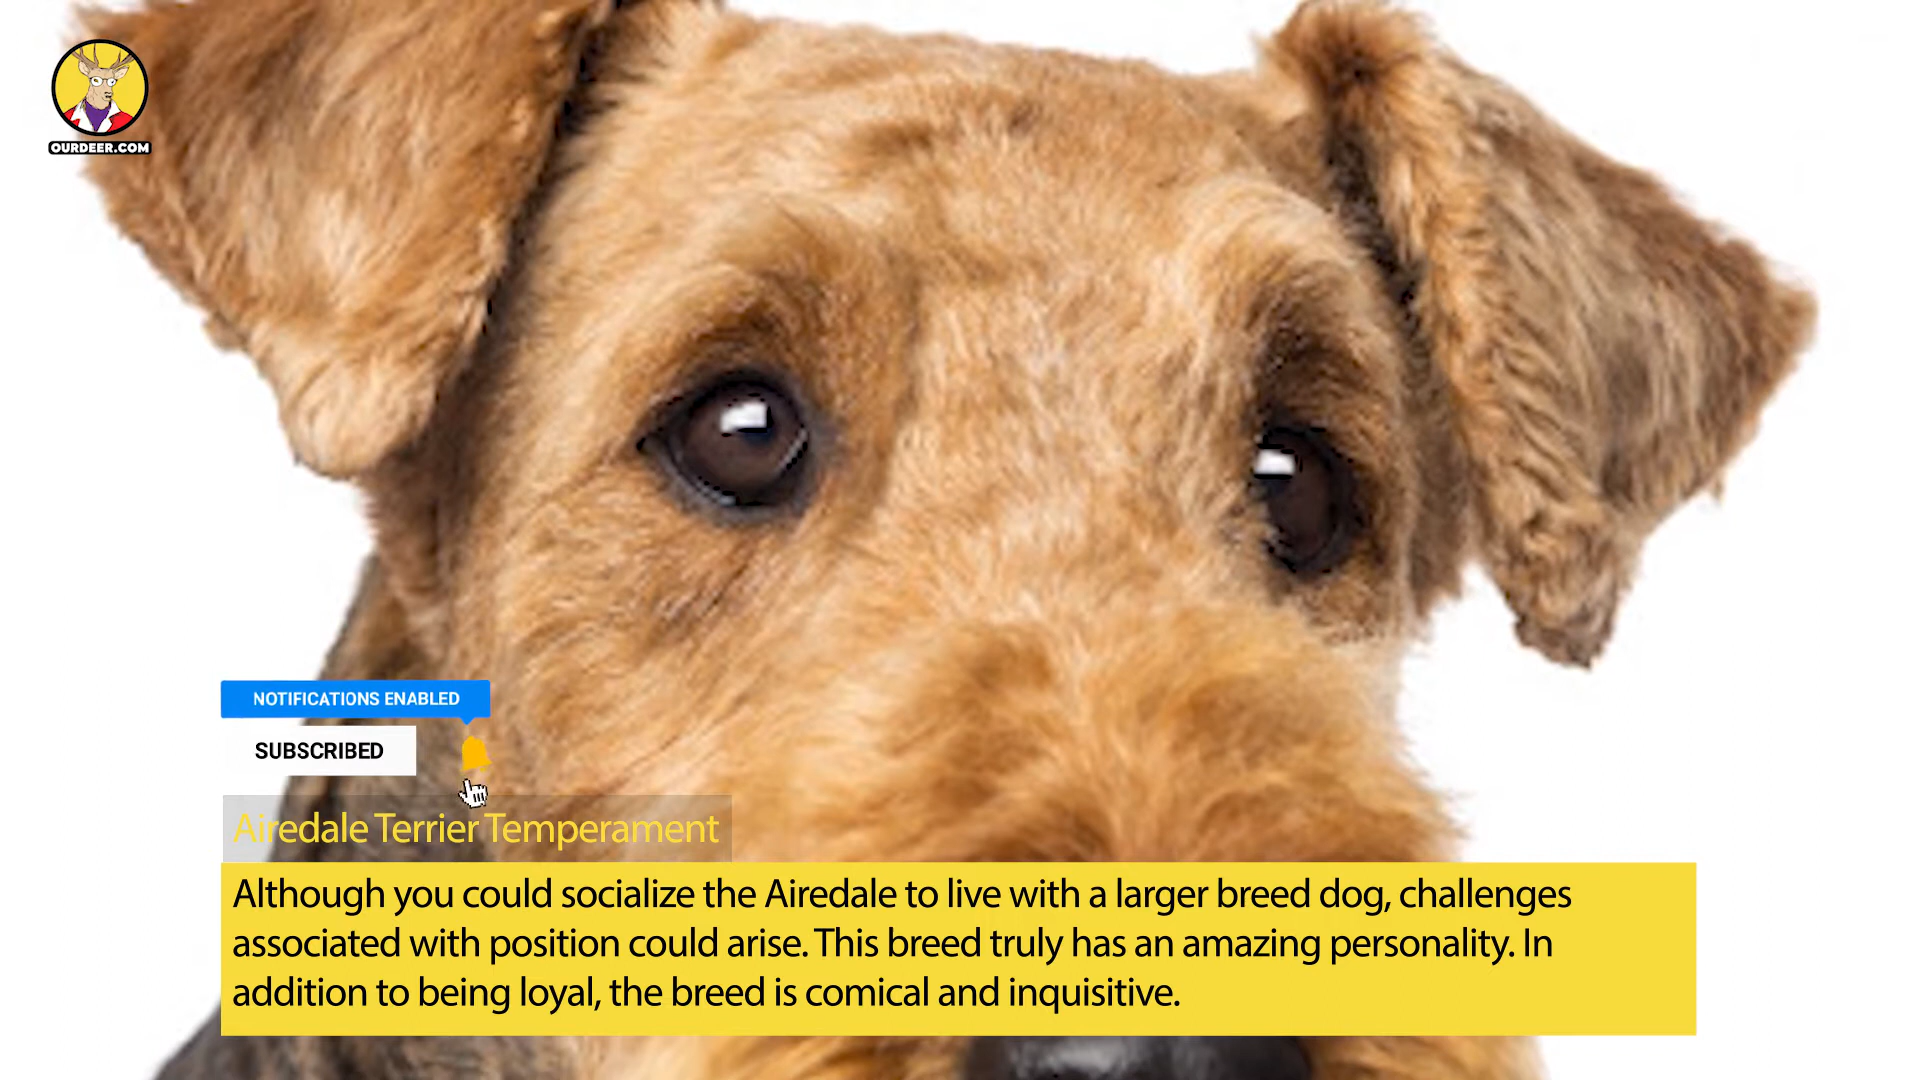 OURDEER.COM
NOTIFICATIONS ENABLED
SUBSCRIBED
Airedale Terrier Temperament
Although you could socialize the Airedale to live with a larger breed dog, challenges
associated with position could arise. This breed truly has an amazing personality. In
addition to being loyal, the breed is comical and inquisitive.